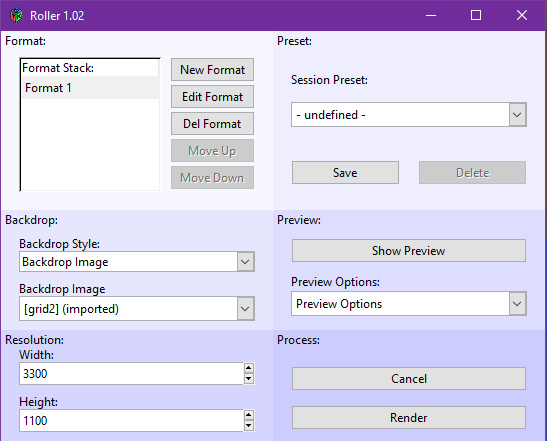 Roller 1.02
Format:
Format Stack:
Format 1
New Format
Edit Format
Del Format
Move Up
Move Down
Preset:
Session Preset:
- undefined -
Save
Delete
Backdrop:
Backdrop Style:
Backdrop Image
Backdrop Image
[grid2] (imported)
Preview:
Show Preview
Preview Options:
Preview Options
Resolution:
Width:
3300
Height:
1100
Process:
Cancel
Render